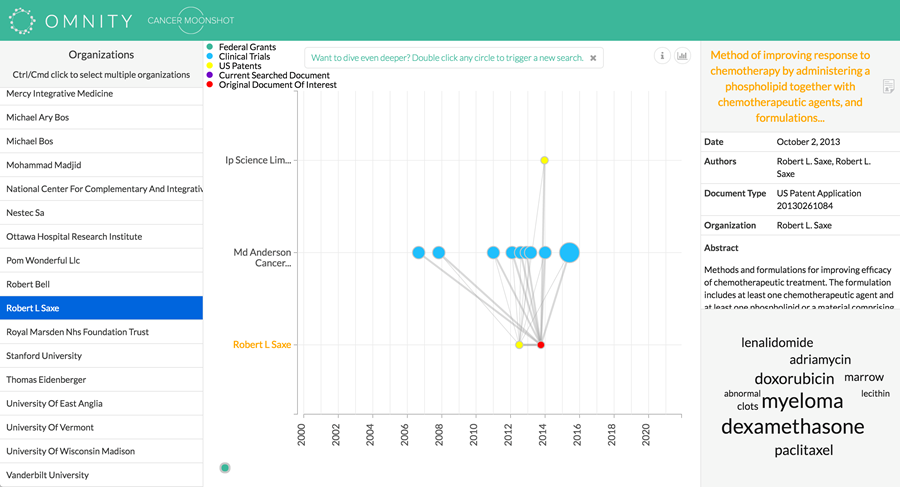 OMNITY
CANCER MOONSHOT
Organizations
Ctrl/Cmd click to select multiple organizations
Mercy Integrative Medicine
Michael Ary Bos
Michael Bos
Mohammad Madjid
National Center For Complementary And Integrativ
Nestec Sa
Ottawa Hospital Research Institute
Pom Wonderful Llc
Robert Bell
Robert L Saxe
Royal Marsden Nhs Foundation Trust
Stanford University
Thomas Eidenberger
University Of East Anglia
University Of Vermont
University Of Wisconsin Madison
Vanderbilt University
Federal Grants
Clinical Trials
US Patents
Current Searched Document
Original Document Of Interest
Want to dive even deeper? Double click any circle to trigger a new search. ✖
i
Ip Science Lim...
Md Anderson
Cancer...
Robert L Saxe
2000
2002
2004
2006
2008
2010
2012
2014
2016
2018
2020
Method of improving response to
chemotherapy by administering a
phospholipid together with
chemotherapeutic agents, and
formulations...
Date October 2, 2013
Authors Robert L. Saxe, Robert L.
Saxe
Document Type US Patent Application
20130261084
Organization Robert L. Saxe
Abstract
Methods and formulations for improving efficacy
of chemotherapeutic treatment. The formulation
includes at least one chemotherapeutic agent and
at least one phospholipid or a material comprising
lenalidomide
adriamycin
doxorubicin marrow
abnormal lecithin
clots myeloma
dexamethasone
paclitaxel